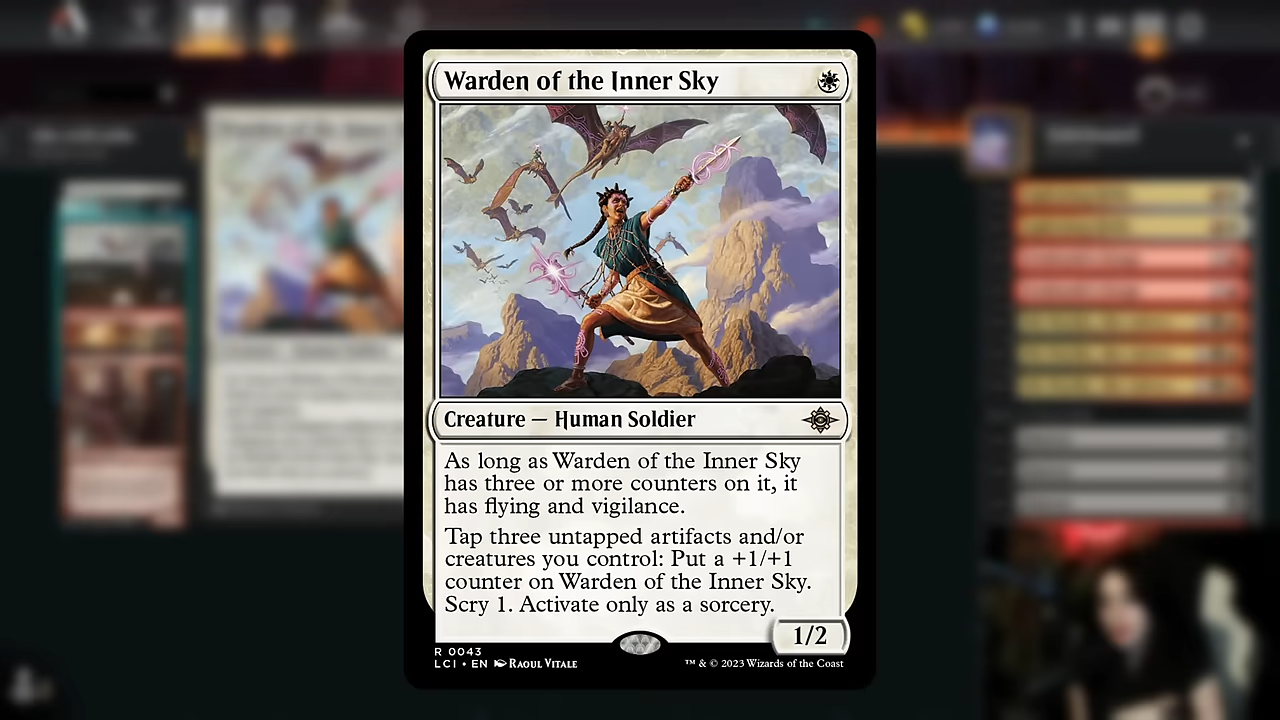 Warden of the Inner Sky
Creature — Human Soldier
As long as Warden of the Inner Sky
has three or more counters on it, it
has flying and vigilance.
Tap three untapped artifacts and/or
creatures you control: Put a +1/+1
counter on Warden of the Inner Sky.
Scry 1. Activate only as a sorcery.
1/2
R 0043
LCI • EN Raoul Vitale
™ & © 2023 Wizards of the Coast